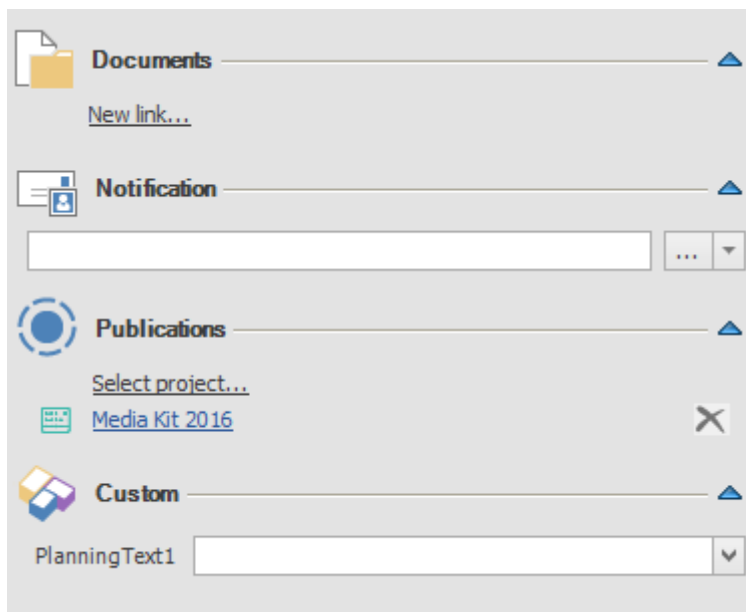 Documents
New link...
Notification
...
Publications
Select project...
Media Kit 2016
Custom
PlanningText1